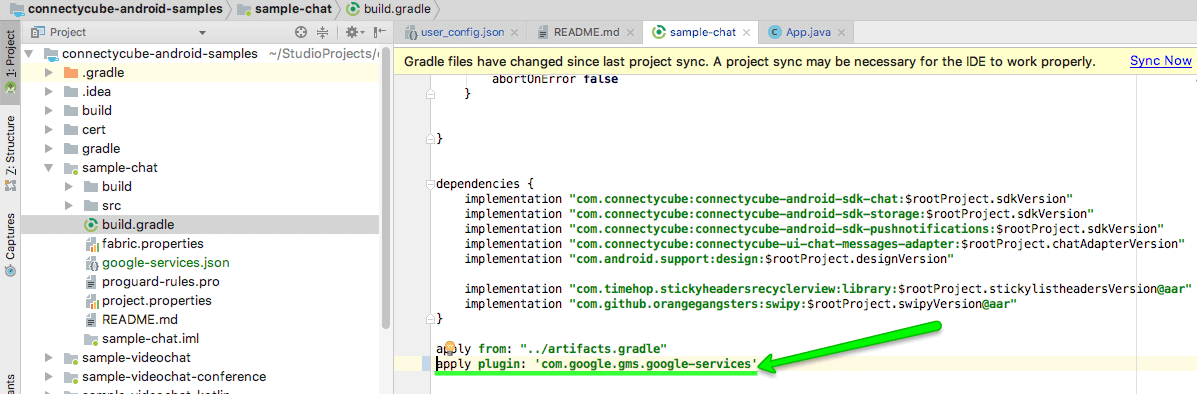 connectycube-android-samples sample-chat build.gradle
1: Project
Z: Structure
Captures
Project
connectycube-android-samples ~/StudioProjects/
.gradle
.idea
build
cert
gradle
sample-chat
build
src
build.gradle
fabric.properties
google-services.json
proguard-rules.pro
project.properties
README.md
sample-chat.iml
sample-videochat
sample-videochat-conference
sample-videochat-kotlin
user_config.json README.md sample-chat App.java
Gradle files have changed since last project sync. A project sync may be necessary for the IDE to work properly. Sync Now
abortOnError false
}
}
dependencies {
implementation "com.connectycube:connectycube-android-sdk-chat:$rootProject.sdkVersion"
implementation "com.connectycube:connectycube-android-sdk-storage:$rootProject.sdkVersion"
implementation "com.connectycube:connectycube-android-sdk-pushnotifications:$rootProject.sdkVersion"
implementation "com.connectycube:connectycube-ui-chat-messages-adapter:$rootProject.chatAdapterVersion"
implementation "com.android.support:design:$rootProject.designVersion"
implementation "com.timehop.stickyheadersrecyclerview:library:$rootProject.stickylistheadersVersion@aar"
implementation "com.github.orangegangsters:swipy:$rootProject.swipyVersion@aar"
}
apply from: "../artifacts.gradle"
apply plugin: 'com.google.gms.google-services'